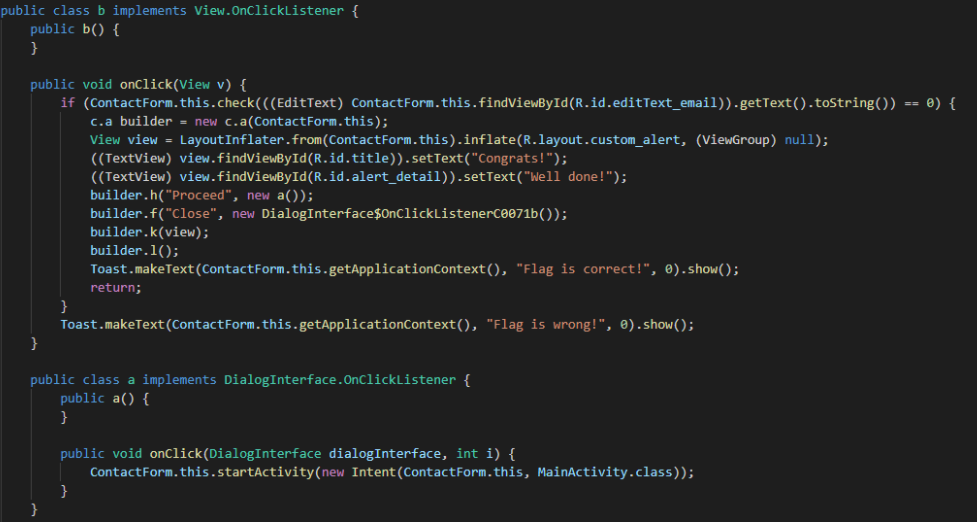 public class b implements View.OnClickListener {
    public b() {
    }

    public void onClick(View v) {
        if (ContactForm.this.check(((EditText) ContactForm.this.findViewById(R.id.editText_email)).getText().toString()) == 0) {
            c.a builder = new c.a(ContactForm.this);
            View view = LayoutInflater.from(ContactForm.this).inflate(R.layout.custom_alert, (ViewGroup) null);
            ((TextView) view.findViewById(R.id.title)).setText("Congrats!");
            ((TextView) view.findViewById(R.id.alert_detail)).setText("Well done!");
            builder.h("Proceed", new a());
            builder.f("Close", new DialogInterface$OnClickListenerC0071b());
            builder.k(view);
            builder.l();
            Toast.makeText(ContactForm.this.getApplicationContext(), "Flag is correct!", 0).show();
            return;
        }
        Toast.makeText(ContactForm.this.getApplicationContext(), "Flag is wrong!", 0).show();
    }

    public class a implements DialogInterface.OnClickListener {
        public a() {
        }

        public void onClick(DialogInterface dialogInterface, int i) {
            ContactForm.this.startActivity(new Intent(ContactForm.this, MainActivity.class));
        }
    }